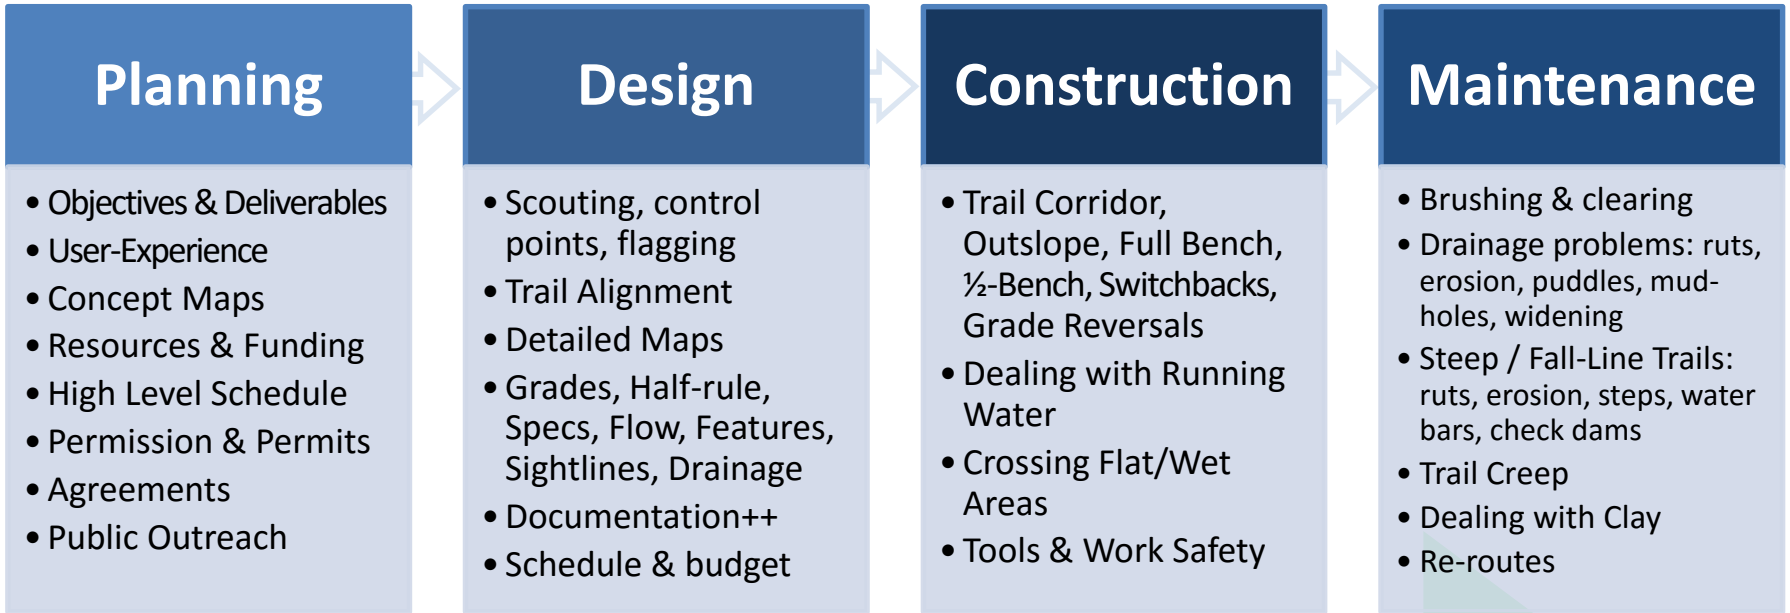 Planning
• Objectives & Deliverables
• User-Experience
• Concept Maps
• Resources & Funding
• High Level Schedule
• Permission & Permits
• Agreements
• Public Outreach
Design
• Scouting, control
points, flagging
• Trail Alignment
• Detailed Maps
• Grades, Half-rule,
Specs, Flow, Features,
Sightlines, Drainage
• Documentation++
• Schedule & budget
Construction
• Trail Corridor,
Outslope, Full Bench,
½-Bench, Switchbacks,
Grade Reversals
• Dealing with Running
Water
• Crossing Flat/Wet
Areas
• Tools & Work Safety
Maintenance
• Brushing & clearing
• Drainage problems: ruts,
erosion, puddles, mud-
holes, widening
• Steep / Fall-Line Trails:
ruts, erosion, steps, water
bars, check dams
• Trail Creep
• Dealing with Clay
• Re-routes